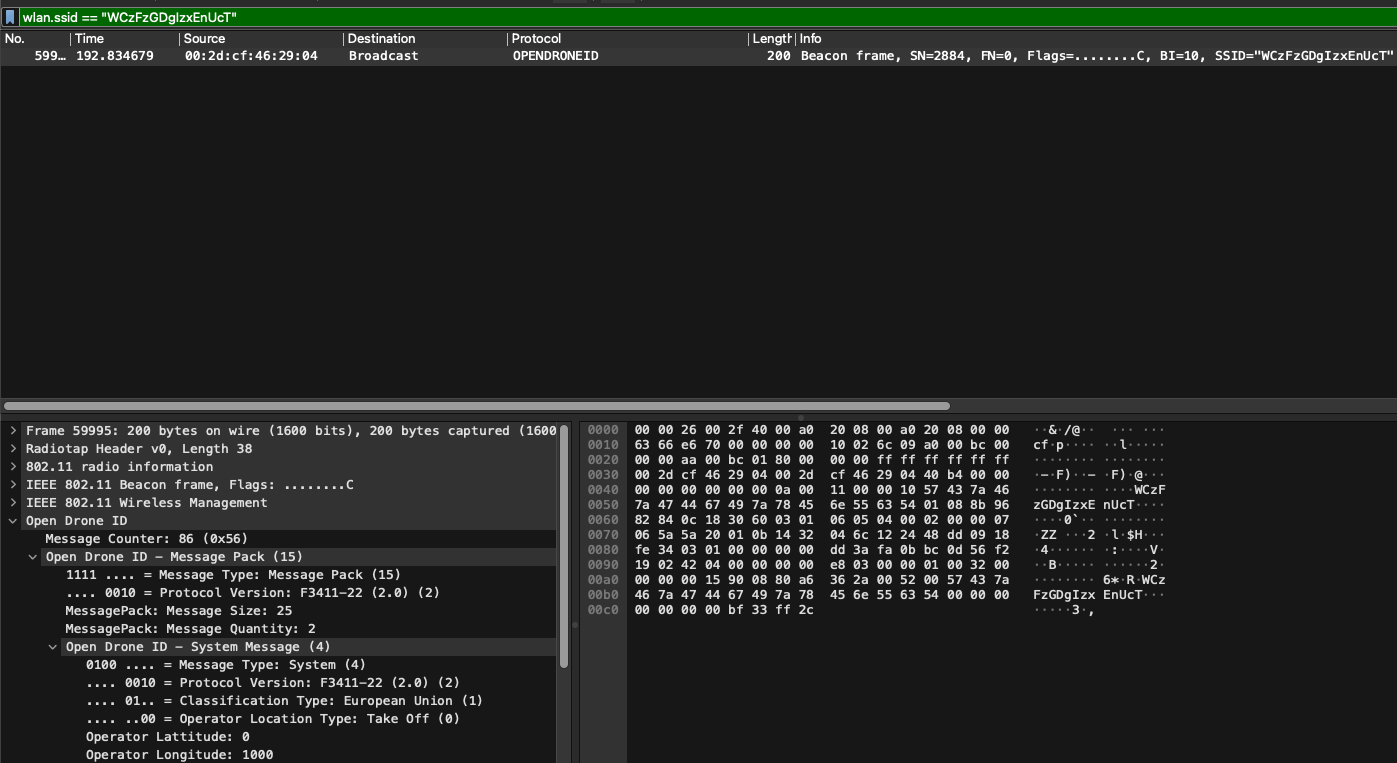 wlan.ssid == "WCzFzGDgIzxEnUcT"
No. Time Source Destination Protocol Length Info
599… 192.834679 00:2d:cf:46:29:04 Broadcast OPENDRONEID 200 Beacon frame, SN=2884, FN=0, Flags=........C, BI=10, SSID="WCzFzGDgIzxEnUcT"
Frame 59995: 200 bytes on wire (1600 bits), 200 bytes captured (1600
Radiotap Header v0, Length 38
802.11 radio information
IEEE 802.11 Beacon frame, Flags: ........C
IEEE 802.11 Wireless Management
Open Drone ID
Message Counter: 86 (0x56)
Open Drone ID - Message Pack (15)
1111 .... = Message Type: Message Pack (15)
.... 0010 = Protocol Version: F3411-22 (2.0) (2)
MessagePack: Message Size: 25
MessagePack: Message Quantity: 2
Open Drone ID - System Message (4)
0100 .... = Message Type: System (4)
.... 0010 = Protocol Version: F3411-22 (2.0) (2)
.... 01.. = Classification Type: European Union (1)
.... ..00 = Operator Location Type: Take Off (0)
Operator Lattitude: 0
Operator Longitude: 1000
0000 00 00 26 00 2f 40 00 a0 20 08 00 a0 20 08 00 00 ··&·/@·· ··· ···
0010 63 66 e6 70 00 00 00 00 10 02 6c 09 a0 00 bc 00 cf·p···· ··l·····
0020 00 00 aa 00 bc 01 80 00 00 00 ff ff ff ff ff ff ········ ········
0030 00 2d cf 46 29 04 00 2d cf 46 29 04 40 b4 00 00 ·-·F)··- ·F)·@···
0040 00 00 00 00 00 00 0a 00 11 00 00 10 57 43 7a 46 ········ ····WCzF
0050 7a 47 44 67 49 7a 78 45 6e 55 63 54 01 08 8b 96 zGDgIzxE nUcT····
0060 82 84 0c 18 30 60 03 01 06 05 04 00 02 00 00 07 ····0`·· ········
0070 06 5a 5a 20 01 0b 14 32 04 6c 12 24 48 dd 09 18 ·ZZ ···2 ·l·$H···
0080 fe 34 03 01 00 00 00 00 dd 3a fa 0b bc 0d 56 f2 ·4······ ·:····V·
0090 19 02 42 04 00 00 00 00 e8 03 00 00 01 00 32 00 ··B····· ······2·
00a0 00 00 00 15 90 08 80 a6 36 2a 00 52 00 57 43 7a ········ 6*·R·WCz
00b0 46 7a 47 44 67 49 7a 78 45 6e 55 63 54 00 00 00 FzGDgIzx EnUcT···
00c0 00 00 00 00 bf 33 ff 2c ·····3·,